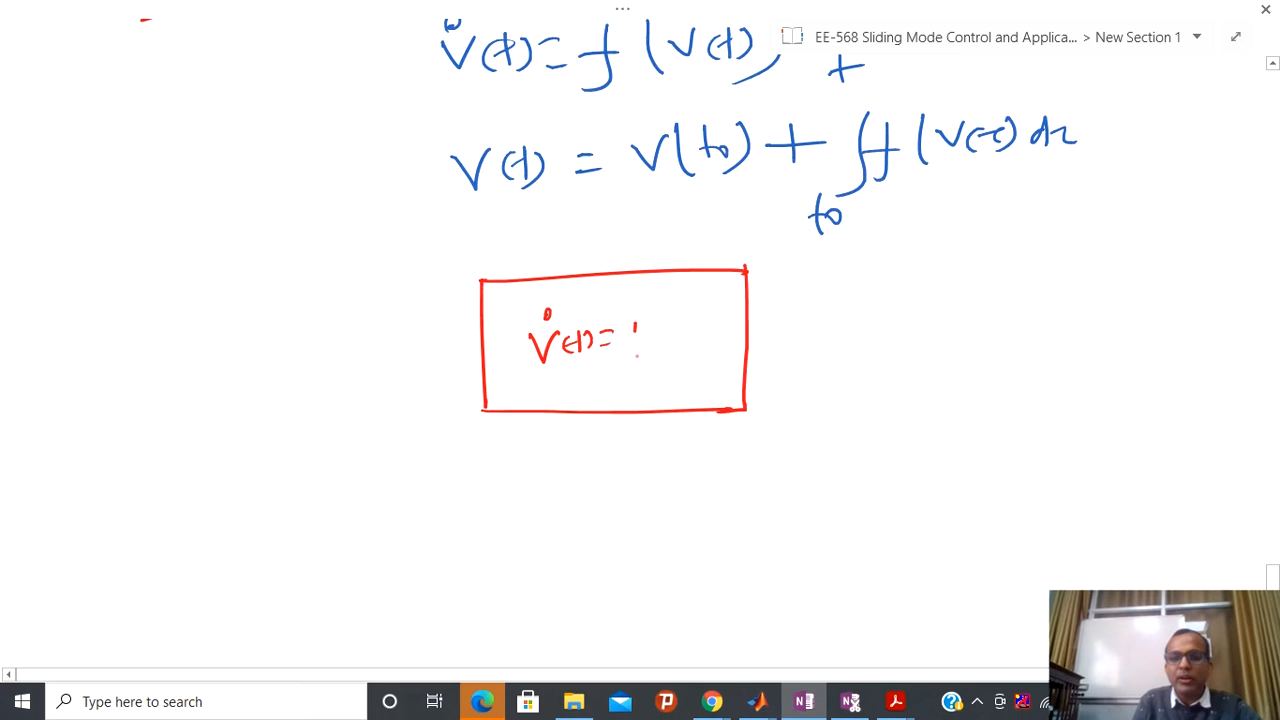 EE-568 Sliding Mode Control and Applica... > New Section 1
V̇(t) = f(V(t)
t
V(t) = V(t0) + ∫f(V(τ)dτ
t0
V̇(t) =
Type here to search